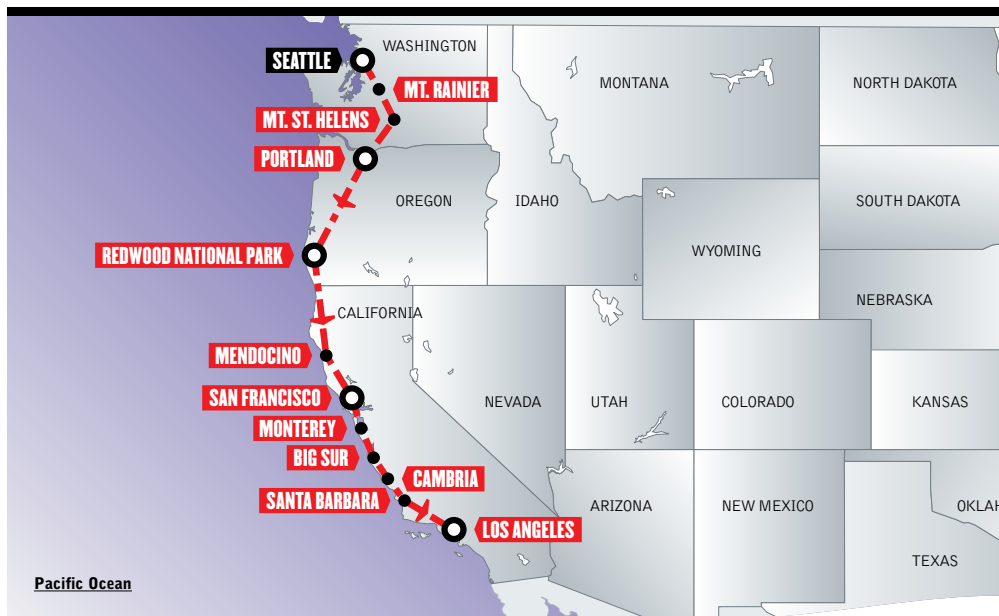 WASHINGTON
SEATTLE
MONTANA
NORTH DAKOTA
MT. RAINIER
MT. ST. HELENS
PORTLAND
OREGON
IDAHO
SOUTH DAKOTA
WYOMING
REDWOOD NATIONAL PARK
NEBRASKA
CALIFORNIA
MENDOCINO
SAN FRANCISCO
NEVADA
UTAH
COLORADO
KANSAS
MONTEREY
BIG SUR
CAMBRIA
SANTA BARBARA
ARIZONA
NEW MEXICO
OKLAH
LOS ANGELES
TEXAS
Pacific Ocean